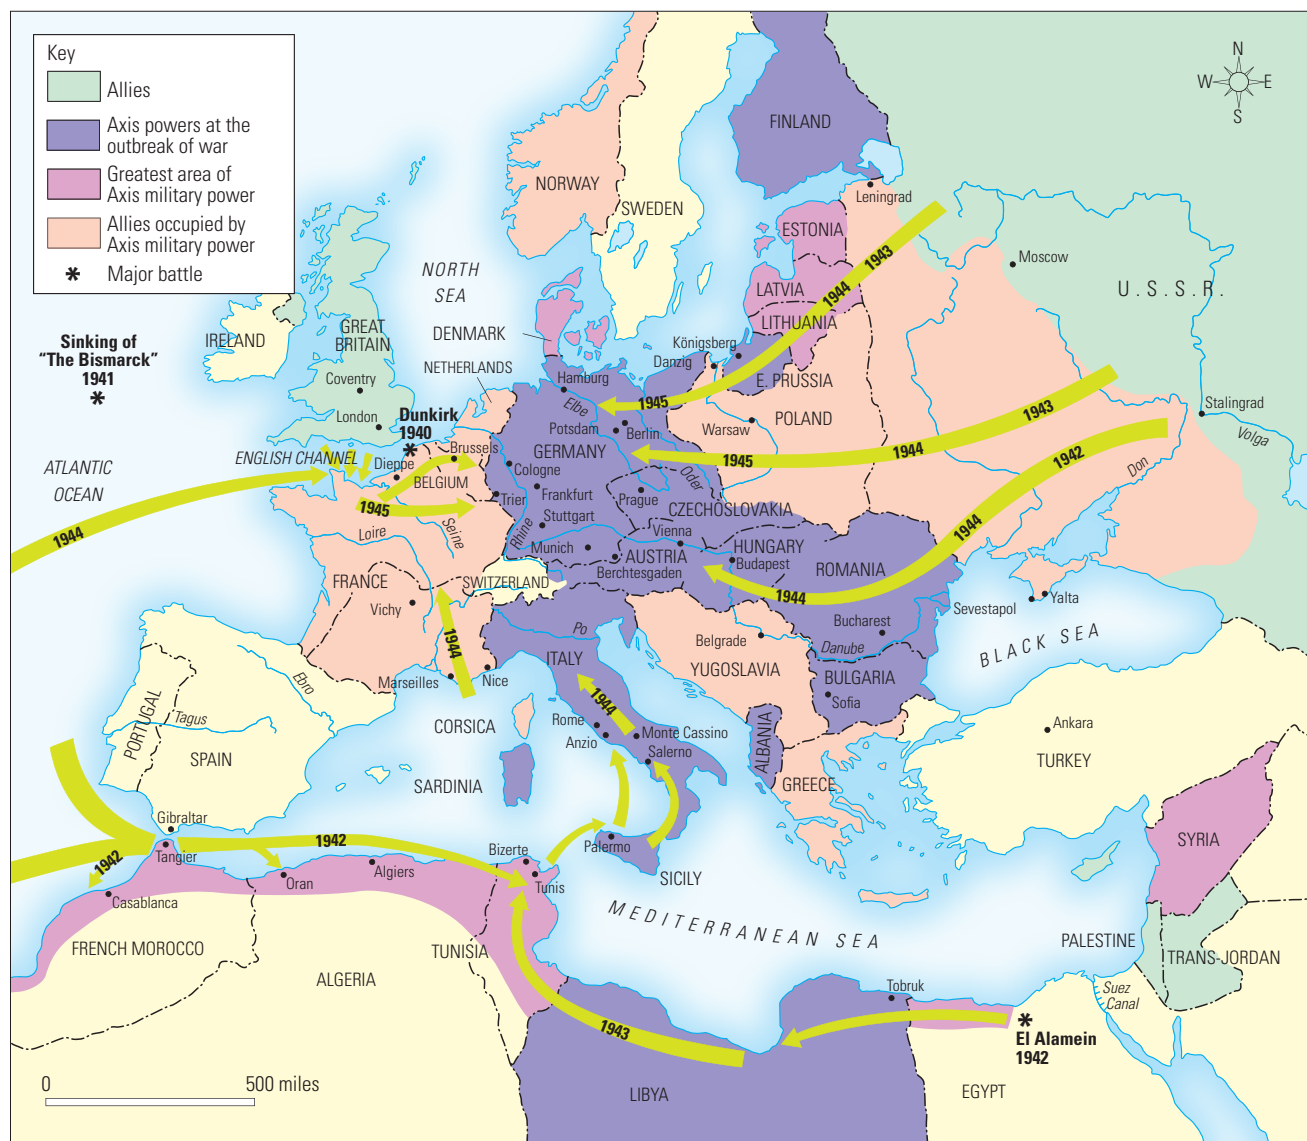 Key
Allies
Axis powers at the
outbreak of war
Greatest area of
Axis military power
Allies occupied by
Axis military power
* Major battle
N
W E
S
FINLAND
NORWAY
SWEDEN
Leningrad
ESTONIA
1943
Moscow
NORTH
SEA
LATVIA
1944
U.S.S.R.
LITHUANIA
DENMARK
IRELAND
GREAT
BRITAIN
Sinking of
“The Bismarck”
1941
*
Königsberg
Danzig
NETHERLANDS
E. PRUSSIA
Coventry
Hamburg
Elbe
1945
London
Dunkirk
1940
*
Potsdam
Berlin
Warsaw
POLAND
1943
Stalingrad
Volga
ENGLISH CHANNEL
Brussels
GERMANY
1945
1944
1942
Dieppe
BELGIUM
Cologne
Oder
Don
ATLANTIC
OCEAN
Trier
Frankfurt
Prague
1945
CZECHOSLOVAKIA
Stuttgart
1944
Loire
Seine
Rhine
Vienna
1944
Munich
AUSTRIA
HUNGARY
Budapest
ROMANIA
FRANCE
SWITZERLAND
Berchtesgaden
1944
Vichy
Sevestapol
Yalta
Bucharest
Po
Belgrade
Danube
BLACK SEA
1944
ITALY
YUGOSLAVIA
BULGARIA
Sofia
Marseilles
Nice
Ebro
PORTUGAL
Tagus
CORSICA
1944
Rome
Anzio
Monte Cassino
Salerno
Ankara
SPAIN
TURKEY
ALBANIA
SARDINIA
GREECE
Gibraltar
1942
Bizerte
Palermo
SYRIA
1942
Tangier
Oran
Algiers
Tunis
SICILY
Casablanca
MEDITERRANEAN SEA
FRENCH MOROCCO
TUNISIA
PALESTINE
TRANS-JORDAN
ALGERIA
Tobruk
Suez
Canal
1943
*
El Alamein
1942
0 500 miles
LIBYA
EGYPT